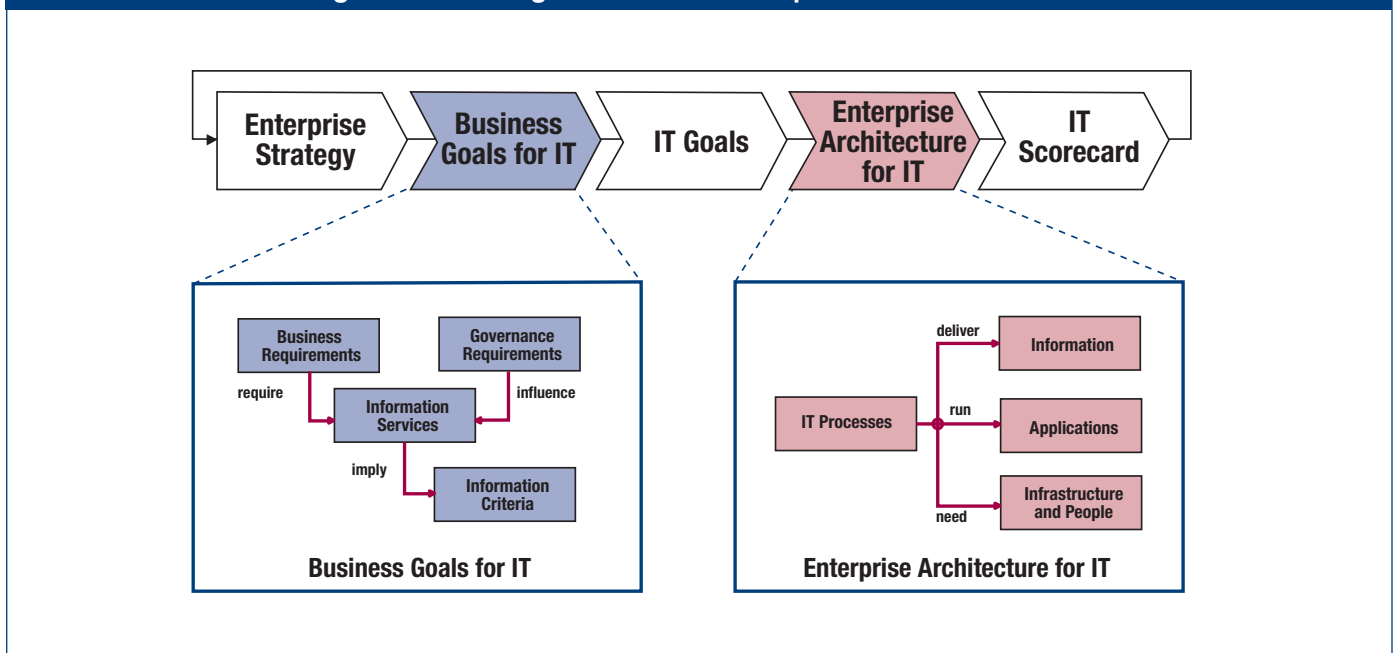 Enterprise
Strategy
Business
Goals for IT
IT Goals
Enterprise
Architecture
for IT
IT
Scorecard
Business
Requirements
Governance
Requirements
require
influence
Information
Services
imply
Information
Criteria
Business Goals for IT
deliver
Information
IT Processes
run
Applications
need
Infrastructure
and People
Enterprise Architecture for IT